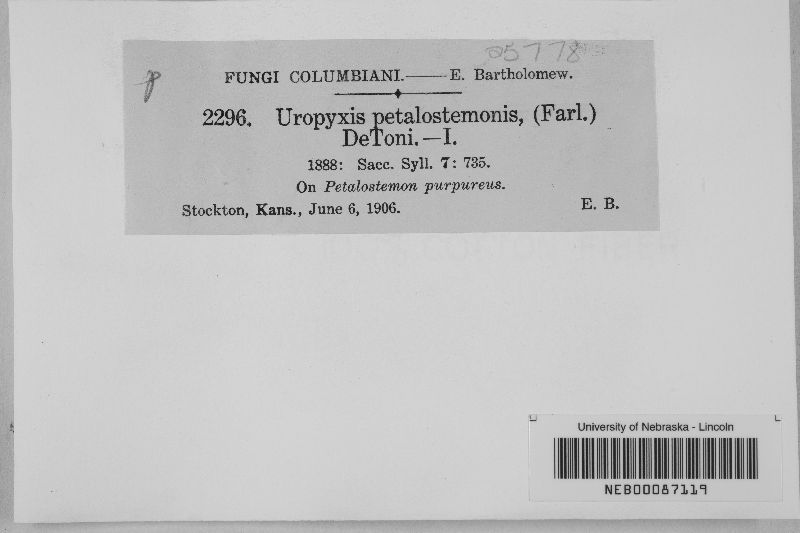 05778
p
FUNGI COLUMBIANI.——E. Bartholomew.
2296. Uropyxis petalostemonis, (Farl.)
DeToni.—I.
1888: Sacc. Syll. 7: 735.
On Petalostemon purpureus.
Stockton, Kans., June 6, 1906. E. B.
University of Nebraska - Lincoln
NEB00087119